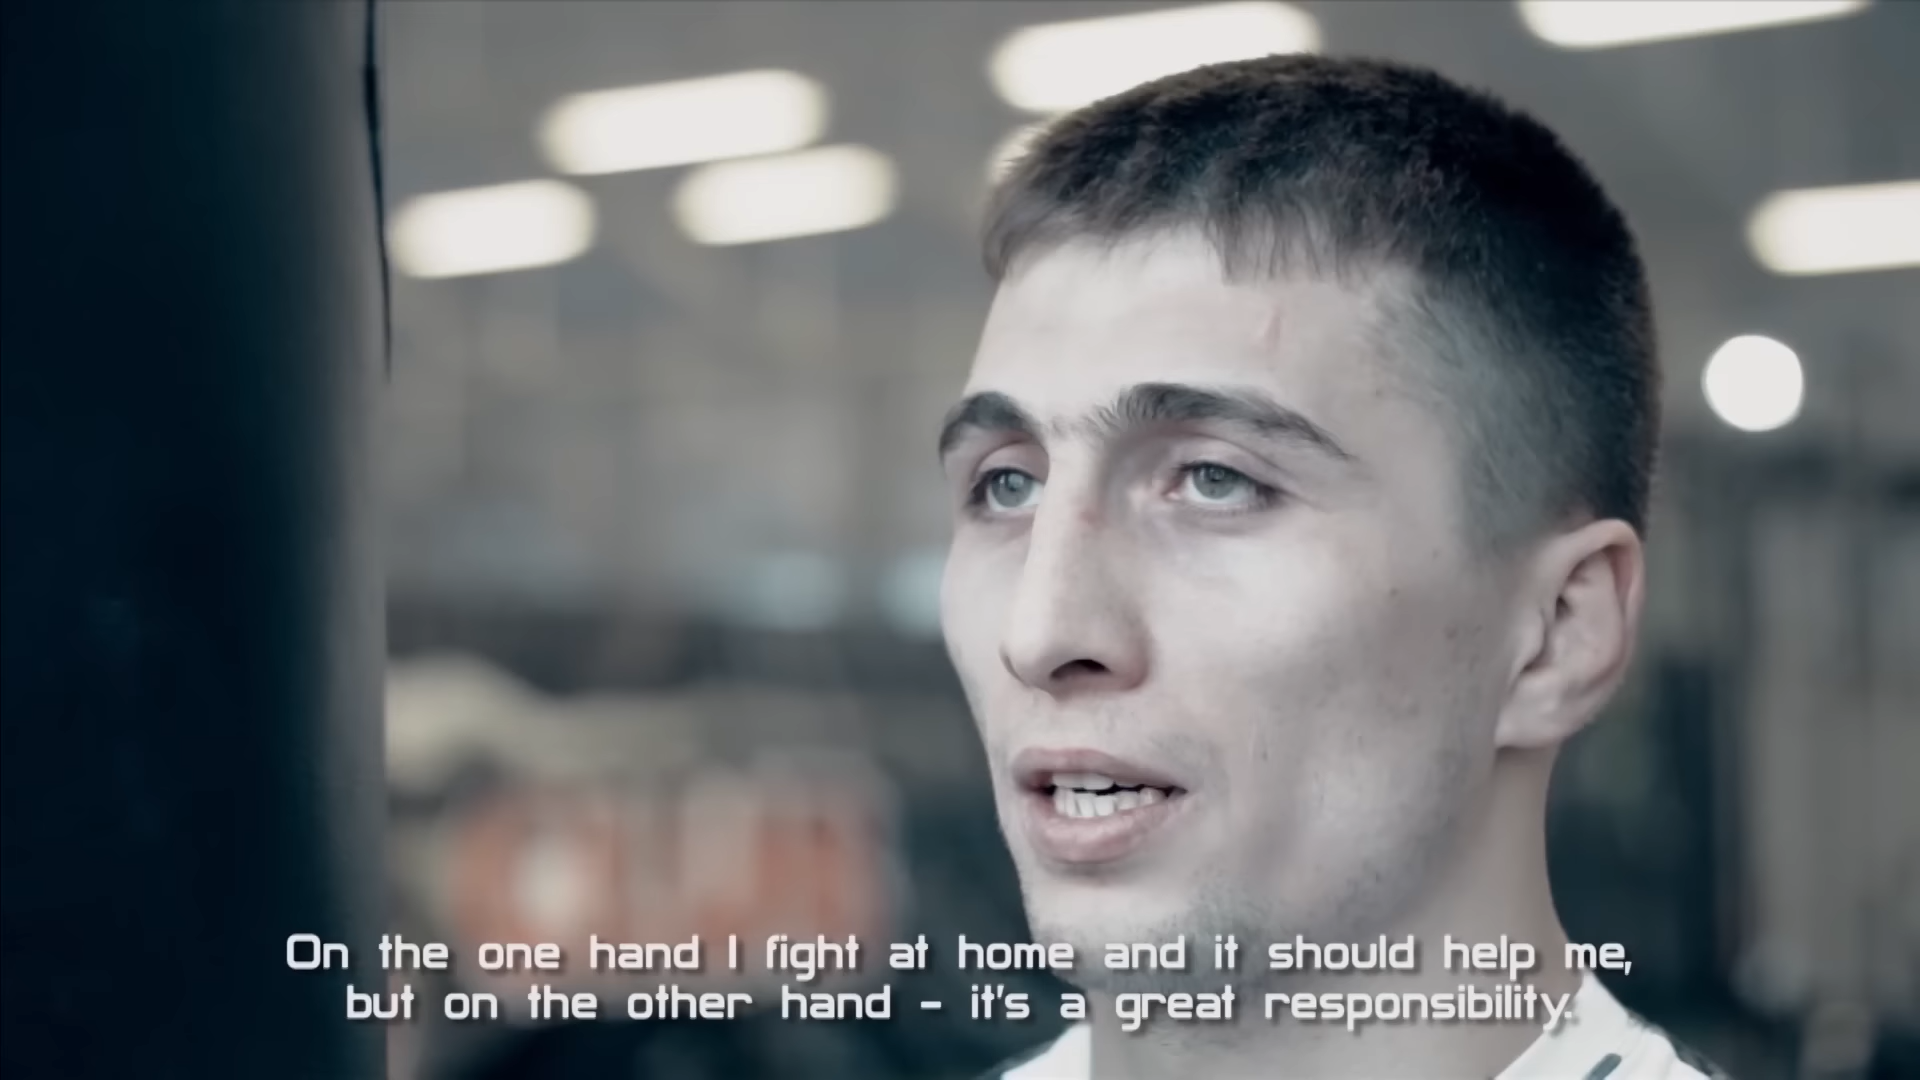 On the one hand I fight at home and it should help me,
but on the other hand - it's a great responsibility.